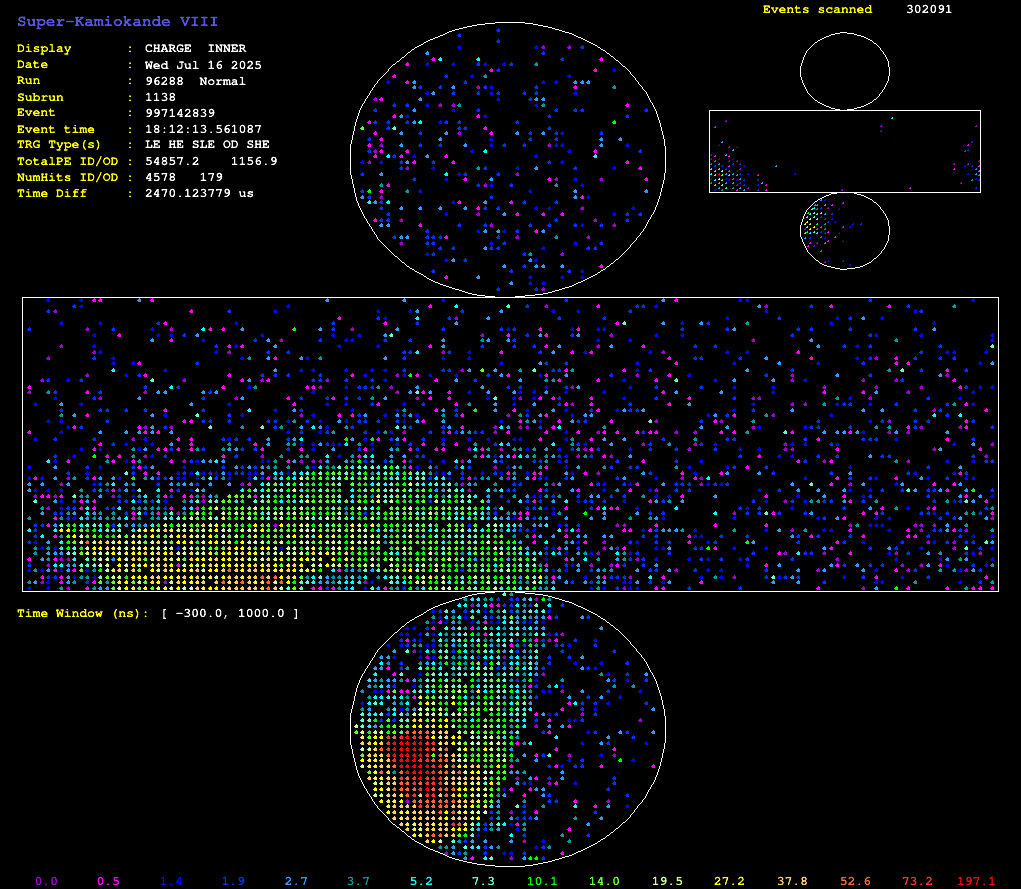 Super-Kamiokande VIII
Events scanned 302091
Display : CHARGE INNER
Date : Wed Jul 16 2025
Run : 96288 Normal
Subrun : 1138
Event : 997142839
Event time : 18:12:13.561087
TRG Type(s) : LE HE SLE OD SHE
TotalPE ID/OD : 54857.2 1156.9
NumHits ID/OD : 4578 179
Time Diff : 2470.123779 us
Time Window (ns): [ -300.0, 1000.0 ]
0.0 0.5 1.4 1.9 2.7 3.7 5.2 7.3 10.1 14.0 19.5 27.2 37.8 52.6 73.2 197.1